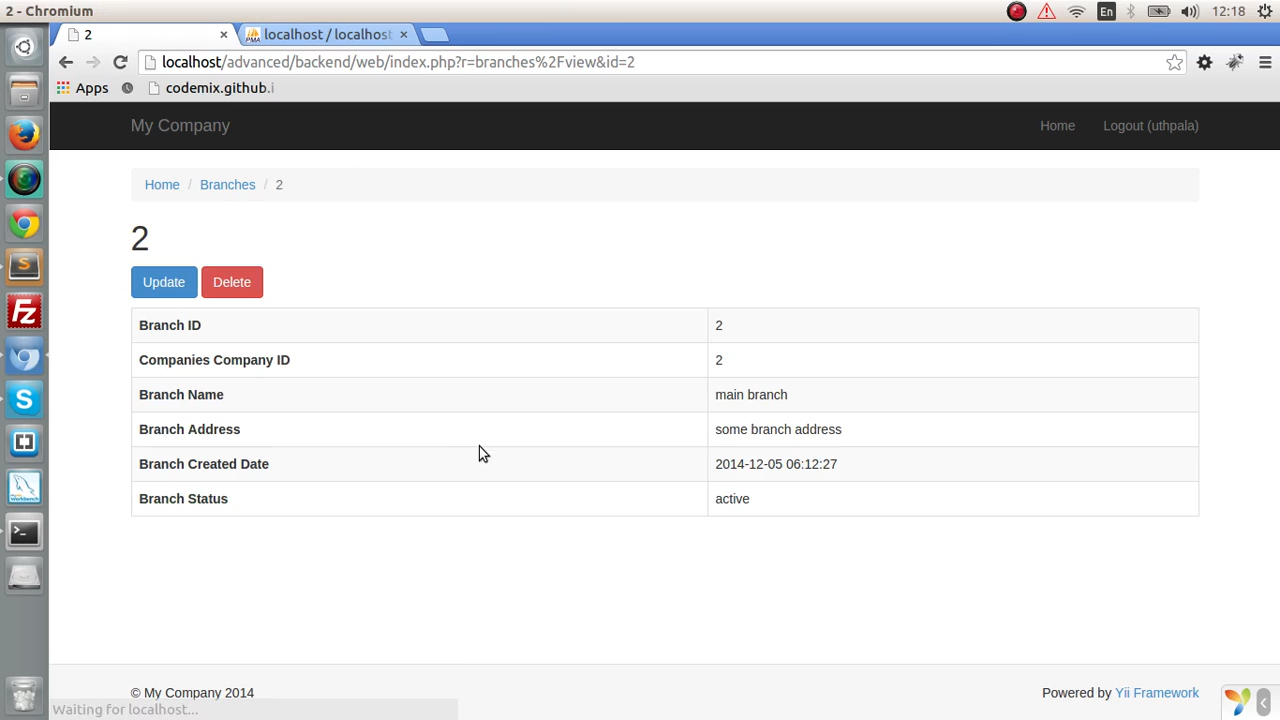 2 - Chromium
En
12:18
2 ×
PMA localhost / localhost ×
localhost/advanced/backend/web/index.php?r=branches%2Fview&id=2
Apps
codemix.github.i
My Company
Home
Logout (uthpala)
Home / Branches / 2
2
Update
Delete
Branch ID 2
Companies Company ID 2
Branch Name main branch
Branch Address some branch address
Branch Created Date 2014-12-05 06:12:27
Branch Status active
© My Company 2014
Powered by Yii Framework
Waiting for localhost...